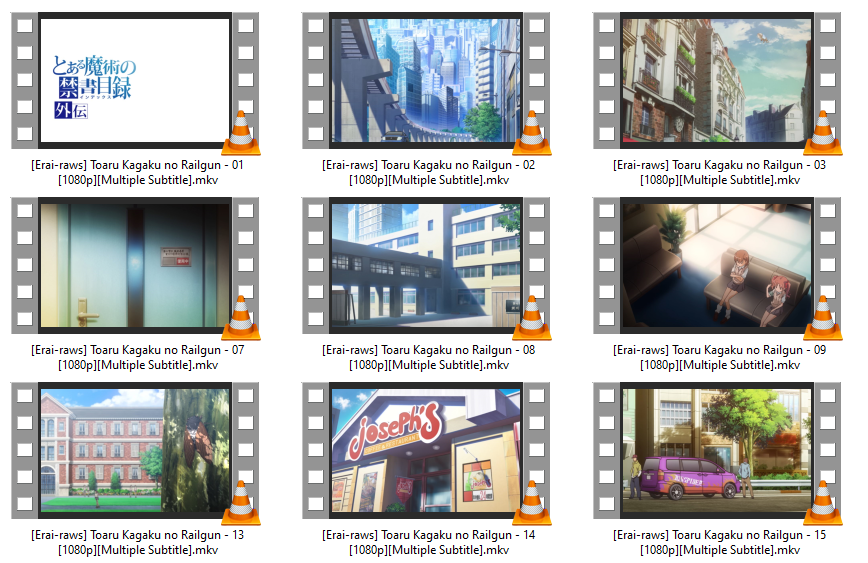 とある魔術の
禁書目録
インデックス
外伝
[Erai-raws] Toaru Kagaku no Railgun - 01
[1080p][Multiple Subtitle].mkv
[Erai-raws] Toaru Kagaku no Railgun - 02
[1080p][Multiple Subtitle].mkv
[Erai-raws] Toaru Kagaku no Railgun - 03
[1080p][Multiple Subtitle].mkv
[Erai-raws] Toaru Kagaku no Railgun - 07
[1080p][Multiple Subtitle].mkv
[Erai-raws] Toaru Kagaku no Railgun - 08
[1080p][Multiple Subtitle].mkv
[Erai-raws] Toaru Kagaku no Railgun - 09
[1080p][Multiple Subtitle].mkv
Joseph's
[Erai-raws] Toaru Kagaku no Railgun - 13
[1080p][Multiple Subtitle].mkv
[Erai-raws] Toaru Kagaku no Railgun - 14
[1080p][Multiple Subtitle].mkv
[Erai-raws] Toaru Kagaku no Railgun - 15
[1080p][Multiple Subtitle].mkv